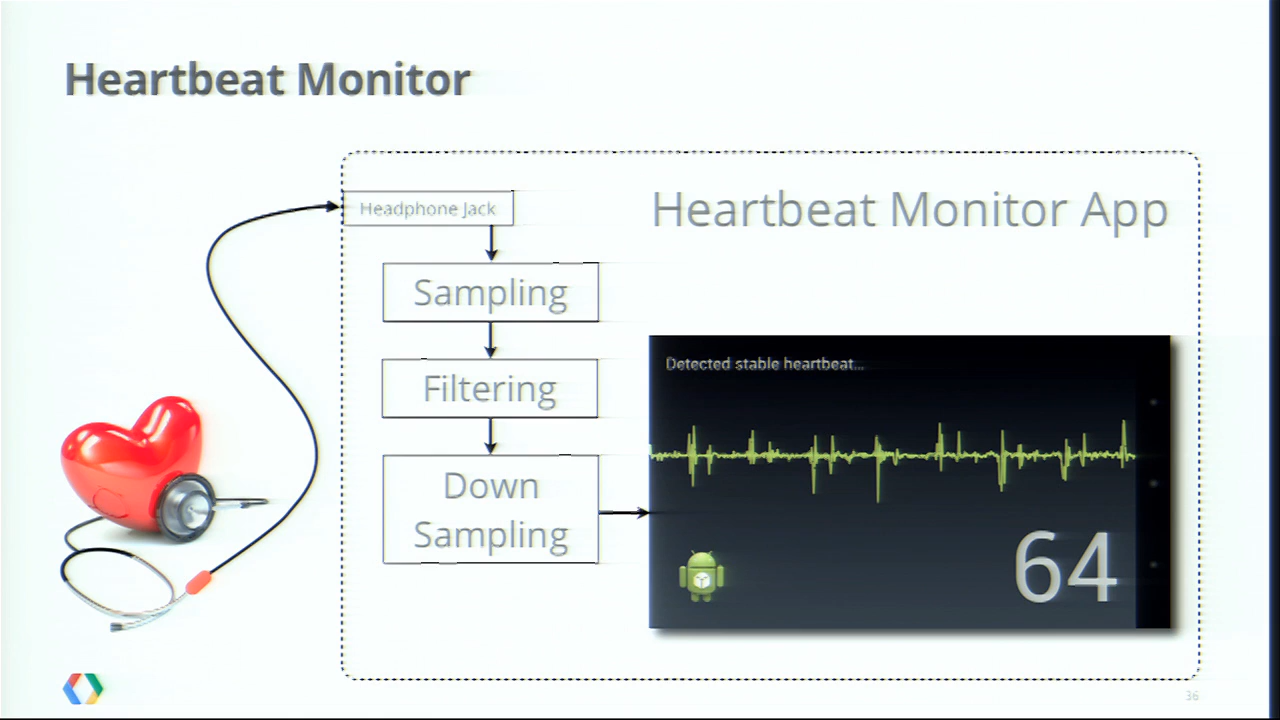 Heartbeat Monitor
Headphone Jack
Heartbeat Monitor App
Sampling
Filtering
Down
Sampling
Detected stable heartbeat...
64
36